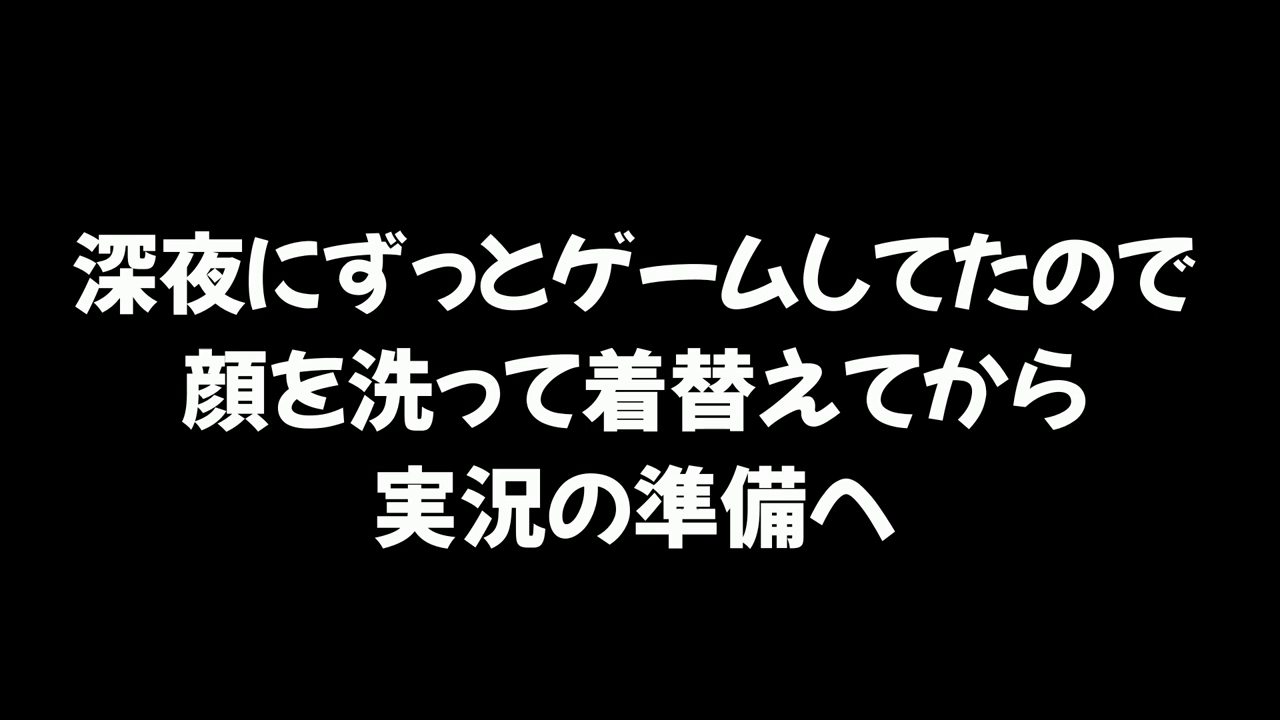 深夜にずっとゲームしてたので
顔を洗って着替えてから
実況の準備へ